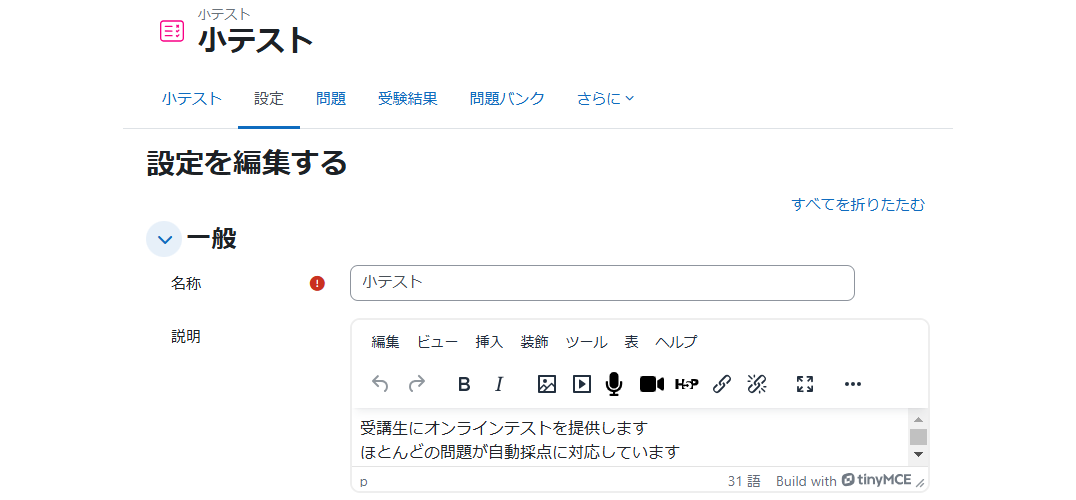 小テスト
小テスト
小テスト 設定 問題 受験結果 問題バンク さらに
設定を編集する
すべてを折りたたむ
一般
名称 小テスト
説明
編集 ビュー 挿入 装飾 ツール 表 ヘルプ
B I H5P
受講生にオンラインテストを提供します
ほとんどの問題が自動採点に対応しています
p 31 語 Build with tinyMCE